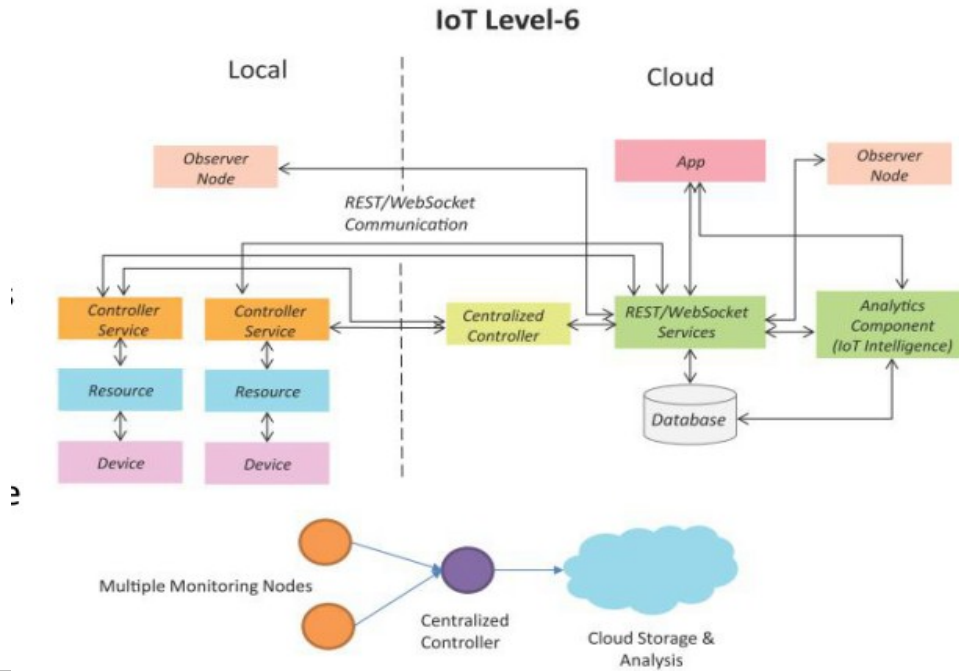 IoT Level-6
Local
Cloud
Observer
Node
App
Observer
Node
REST/WebSocket
Communication
s
Controller
Service
Controller
Service
Centralized
Controller
REST/WebSocket
Services
Analytics
Component
(IoT Intelligence)
Resource
Resource
Database
Device
Device
e
Multiple Monitoring Nodes
Centralized
Controller
Cloud Storage &
Analysis